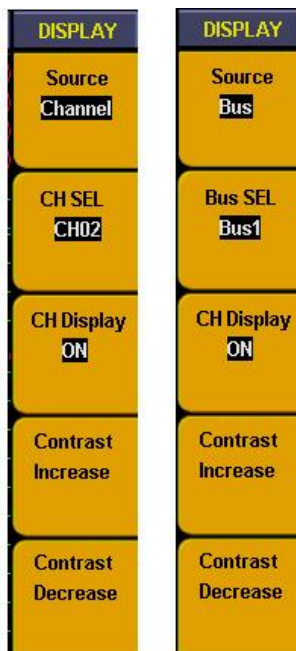 DISPLAY
Source
Channel
CH SEL
CH02
CH Display
ON
Contrast
Increase
Contrast
Decrease
DISPLAY
Source
Bus
Bus SEL
Bus1
CH Display
ON
Contrast
Increase
Contrast
Decrease